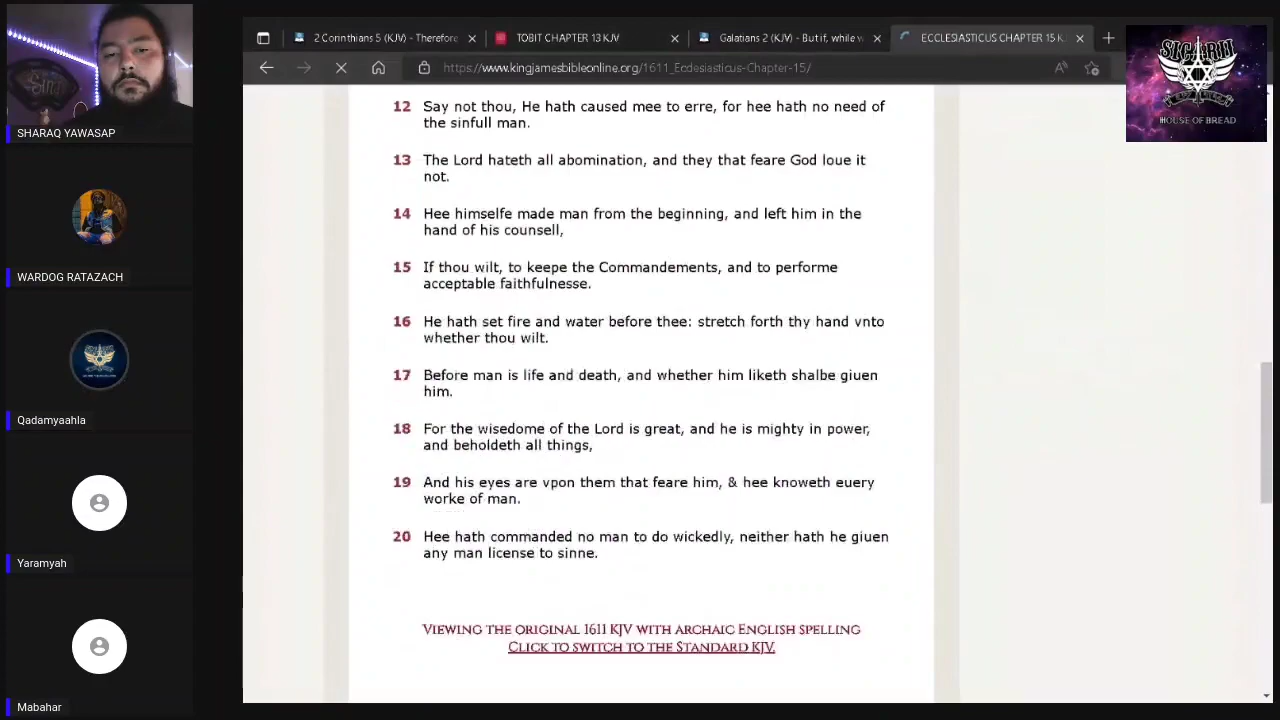 SHARAQ YAWASAP
WARDOG RATAZACH
Qadamyaahla
Yaramyah
Mabahar
2 Corinthians 5 (KJV) - Therefore
TOBIT CHAPTER 13 KJV
Galatians 2 (KJV) - But if, while w
ECCLESIASTICUS CHAPTER 15 K
https://www.kingjamesbibleonline.org/1611_Ecclesiasticus-Chapter-15/
SICARII
HOUSE OF BREAD
12 Say not thou, He hath caused mee to erre, for hee hath no need of
the sinfull man.
13 The Lord hateth all abomination, and they that feare God loue it
not.
14 Hee himselfe made man from the beginning, and left him in the
hand of his counsell,
15 If thou wilt, to keepe the Commandements, and to performe
acceptable faithfulnesse.
16 He hath set fire and water before thee: stretch forth thy hand vnto
whether thou wilt.
17 Before man is life and death, and whether him liketh shalbe giuen
him.
18 For the wisedome of the Lord is great, and he is mighty in power,
and beholdeth all things,
19 And his eyes are vpon them that feare him, & hee knoweth euery
worke of man.
20 Hee hath commanded no man to do wickedly, neither hath he giuen
any man license to sinne.
Viewing the original 1611 KJV with archaic English spelling
Click to switch to the Standard KJV.